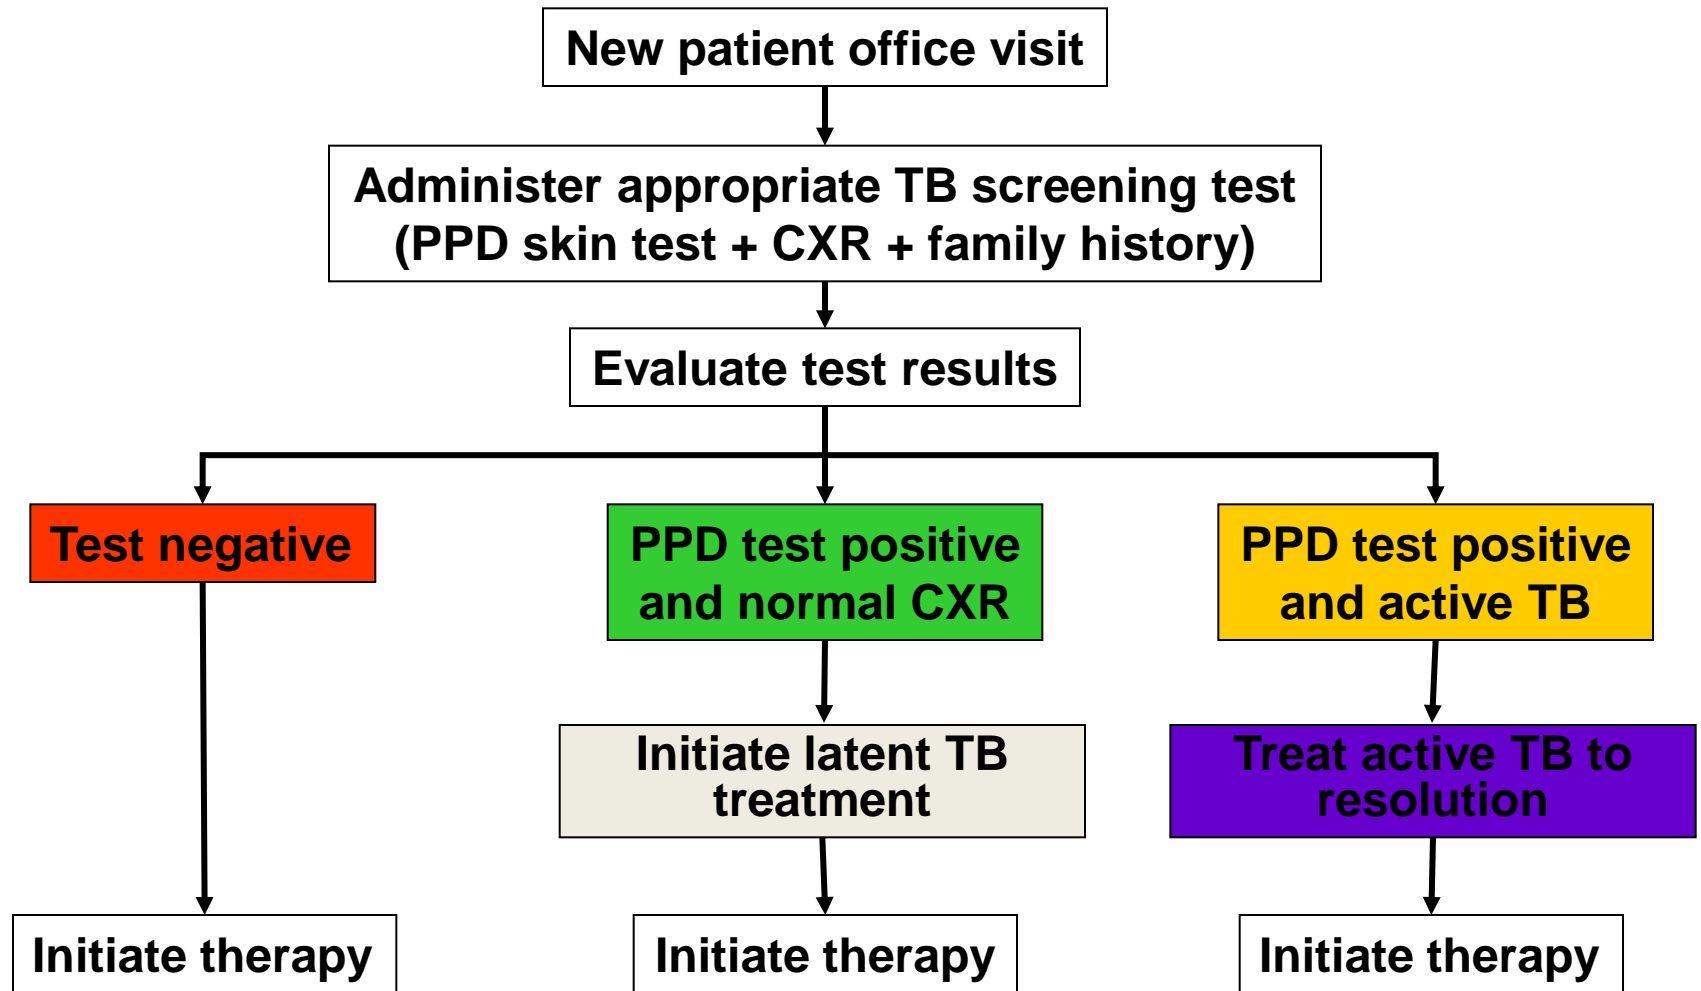 New patient office visit
Administer appropriate TB screening test
(PPD skin test + CXR + family history)
Evaluate test results
Test negative
PPD test positive
and normal CXR
PPD test positive
and active TB
Initiate latent TB
treatment
Treat active TB to
resolution
Initiate therapy
Initiate therapy
Initiate therapy